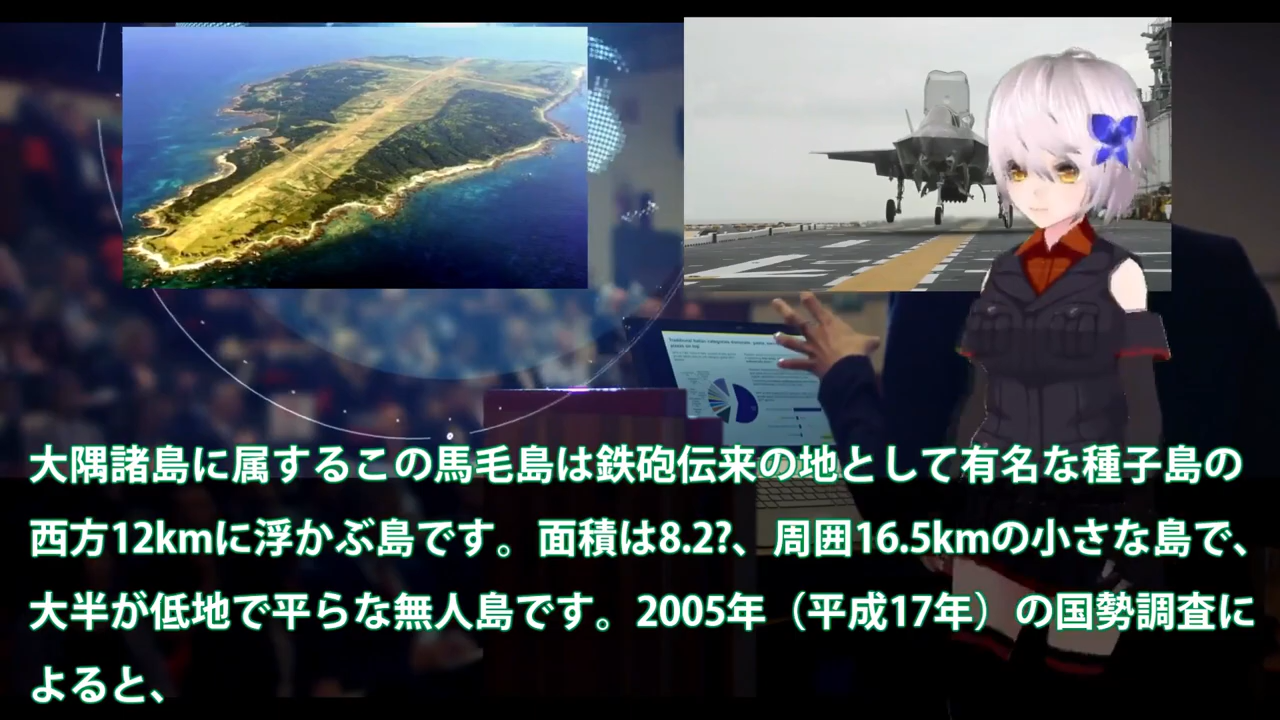 大隅諸島に属するこの馬毛島は鉄砲伝来の地として有名な種子島の
西方12kmに浮かぶ島です。面積は8.2?、周囲16.5kmの小さな島で、
大半が低地で平らな無人島です。2005年（平成17年）の国勢調査に
よると、